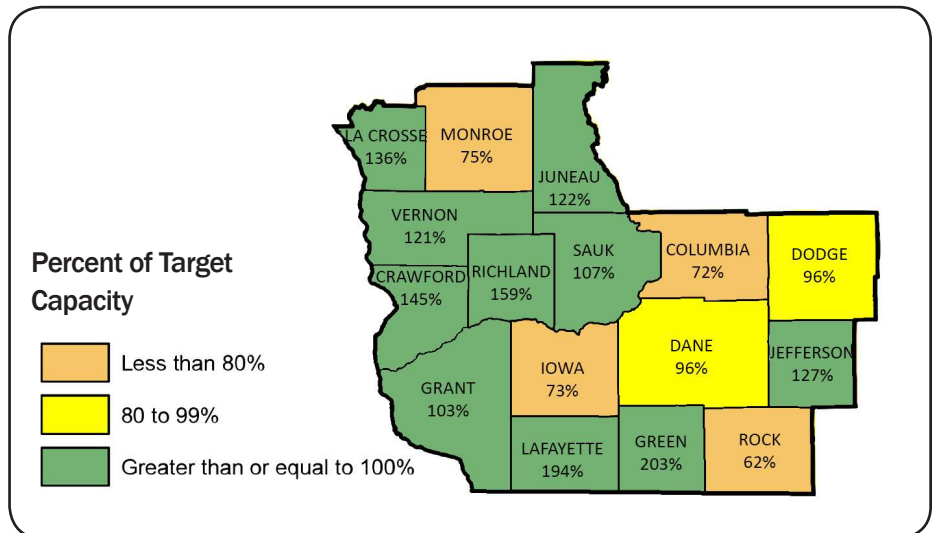 LA CROSSE
136%
MONROE
75%
JUNEAU
122%
VERNON
121%
CRAWFORD
145%
RICHLAND
159%
SAUK
107%
COLUMBIA
72%
DODGE
96%
GRANT
103%
IOWA
73%
DANE
96%
JEFFERSON
127%
LAFAYETTE
194%
GREEN
203%
ROCK
62%
Percent of Target
Capacity
Less than 80%
80 to 99%
Greater than or equal to 100%